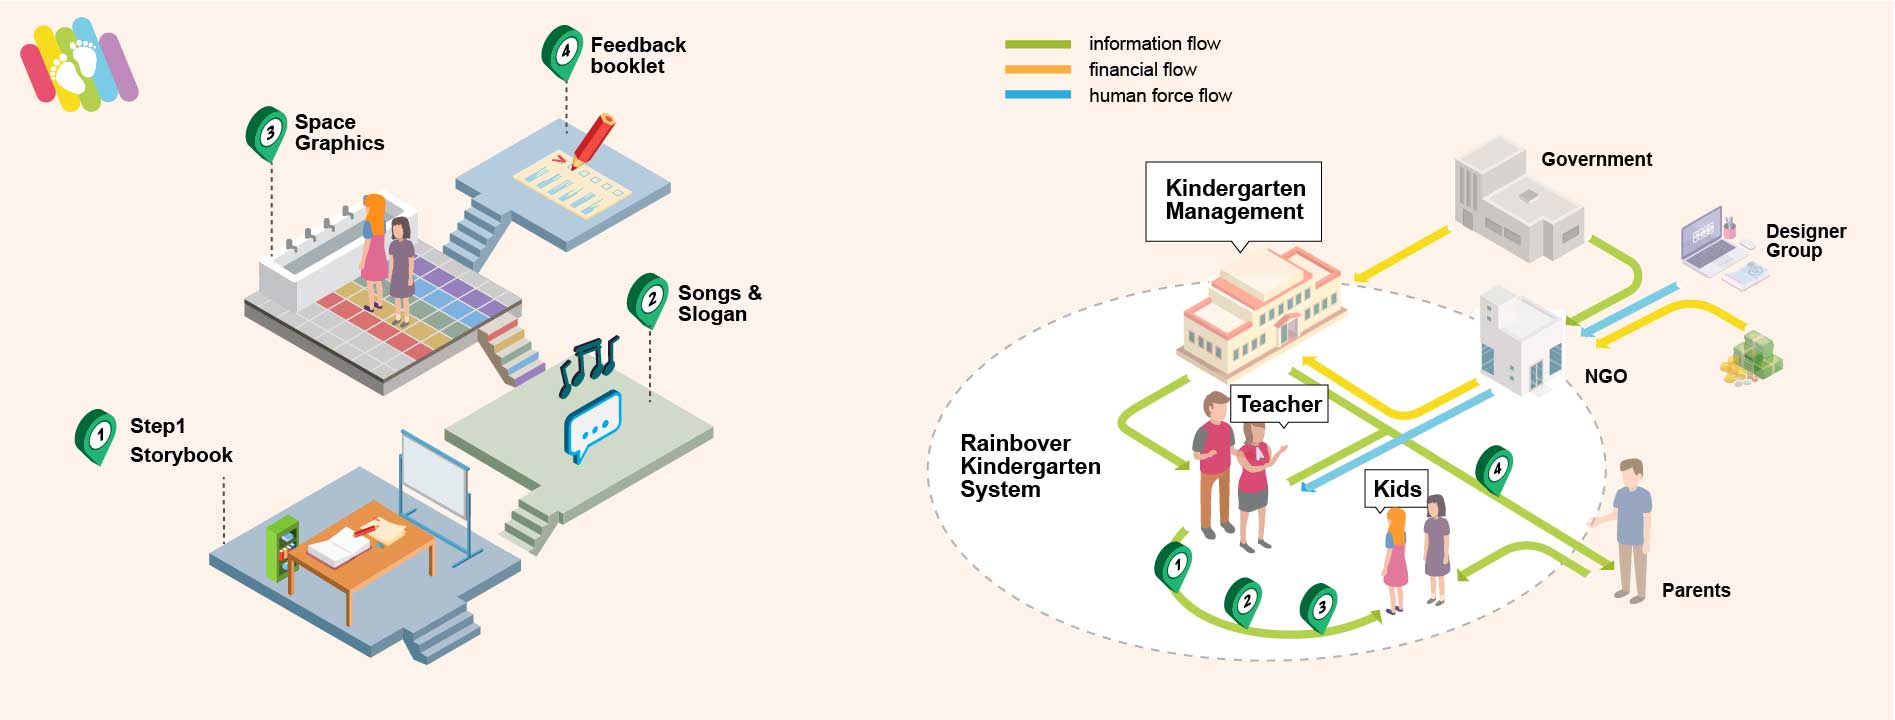 4
Feedback
booklet
3
Space
Graphics
2
Songs &
Slogan
1
Step1
Storybook
information flow
financial flow
human force flow
Government
Kindergarten
Management
Designer
Group
NGO
Teacher
Rainbover
Kindergarten
System
Kids
4
Parents
1
2
3